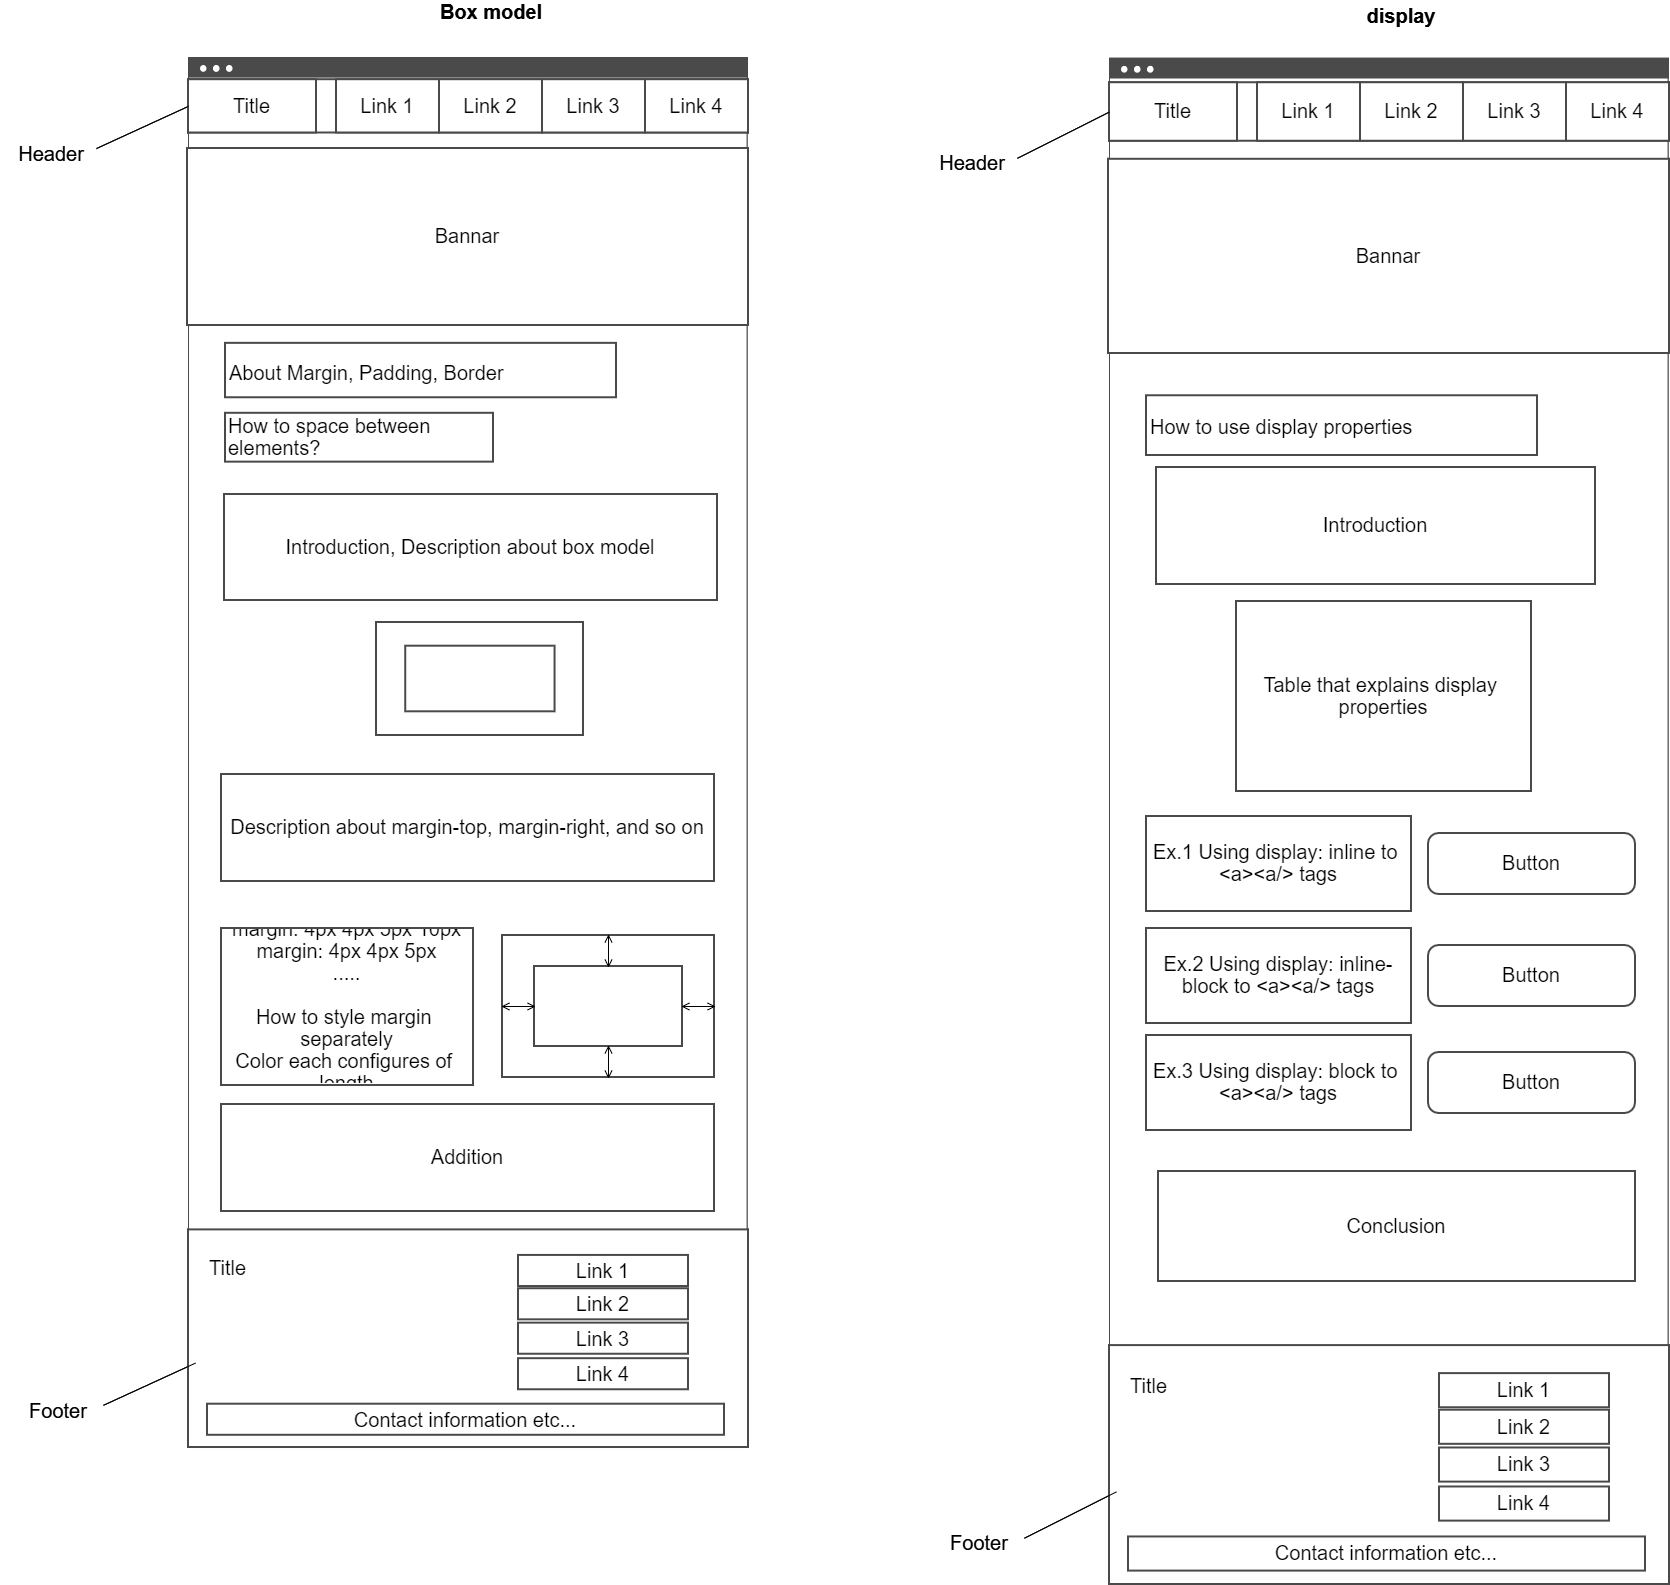 Box model
Title
Link 1
Link 2
Link 3
Link 4
Header
Bannar
About Margin, Padding, Border
How to space between
elements?
Introduction, Description about box model
Description about margin-top, margin-right, and so on
margin: 4px 4px 5px 10px
margin: 4px 4px 5px
.....
How to style margin
separately
Color each configures of
length
Addition
Title
Link 1
Link 2
Link 3
Link 4
Footer
Contact information etc...
display
Title
Link 1
Link 2
Link 3
Link 4
Header
Bannar
How to use display properties
Introduction
Table that explains display
properties
Ex.1 Using display: inline to
<a><a/> tags
Button
Ex.2 Using display: inline-
block to <a><a/> tags
Button
Ex.3 Using display: block to
<a><a/> tags
Button
Conclusion
Title
Link 1
Link 2
Link 3
Link 4
Footer
Contact information etc...